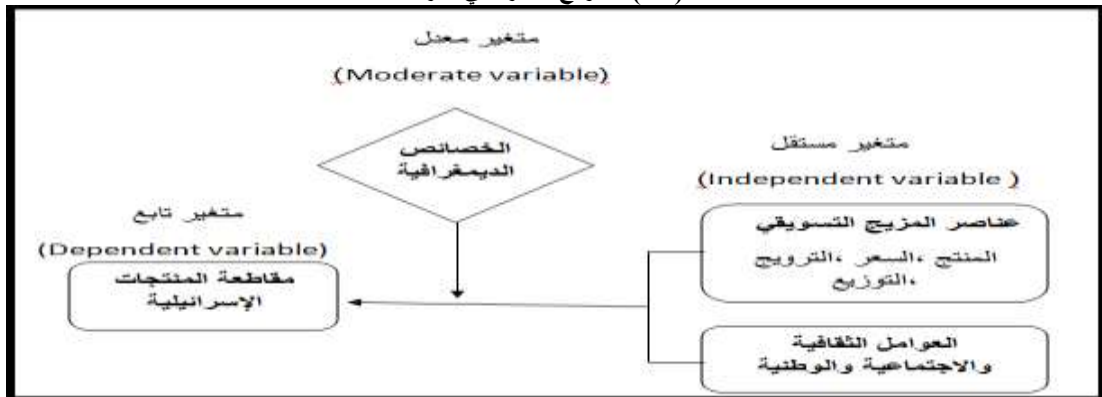 متغير معدل
(Moderate variable)
الخصائص
الديمغرافية
متغير مستقل
(Independent variable )
عناصر المزيج التسويقي
المنتج ،السعر ،الترويج
،التوزيع
العوامل الثقافية
والاجتماعية والوطنية
متغير تابع
(Dependent variable)
مقاطعة المنتجات
الإسرائيلية